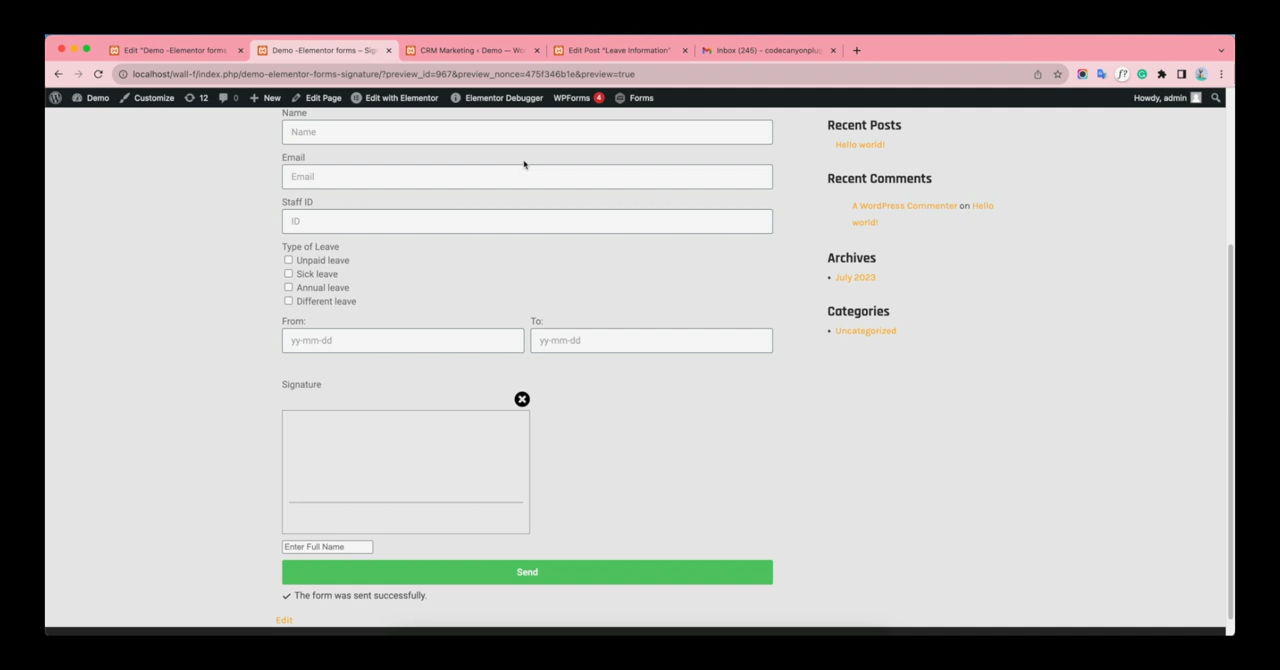 Edit "Demo -Elementor forms
Demo -Elementor forms – Sig
CRM Marketing ‹ Demo — Wo
Edit Post "Leave Information"
Inbox (245) - codecanyonplu
localhost/wall-f/index.php/demo-elementor-forms-signature/?preview_id=967&preview_nonce=475f346b1e&preview=true
Demo Customize 12 0 New Edit Page Edit with Elementor Elementor Debugger WPForms 4 Forms Howdy, admin
Name
Name
Email
Email
Staff ID
ID
Type of Leave
Unpaid leave
Sick leave
Annual leave
Different leave
From:
To:
yy-mm-dd
yy-mm-dd
Signature
Enter Full Name
Send
The form was sent successfully.
Edit
Recent Posts
Hello world!
Recent Comments
A WordPress Commenter on Hello
world!
Archives
• July 2023
Categories
• Uncategorized